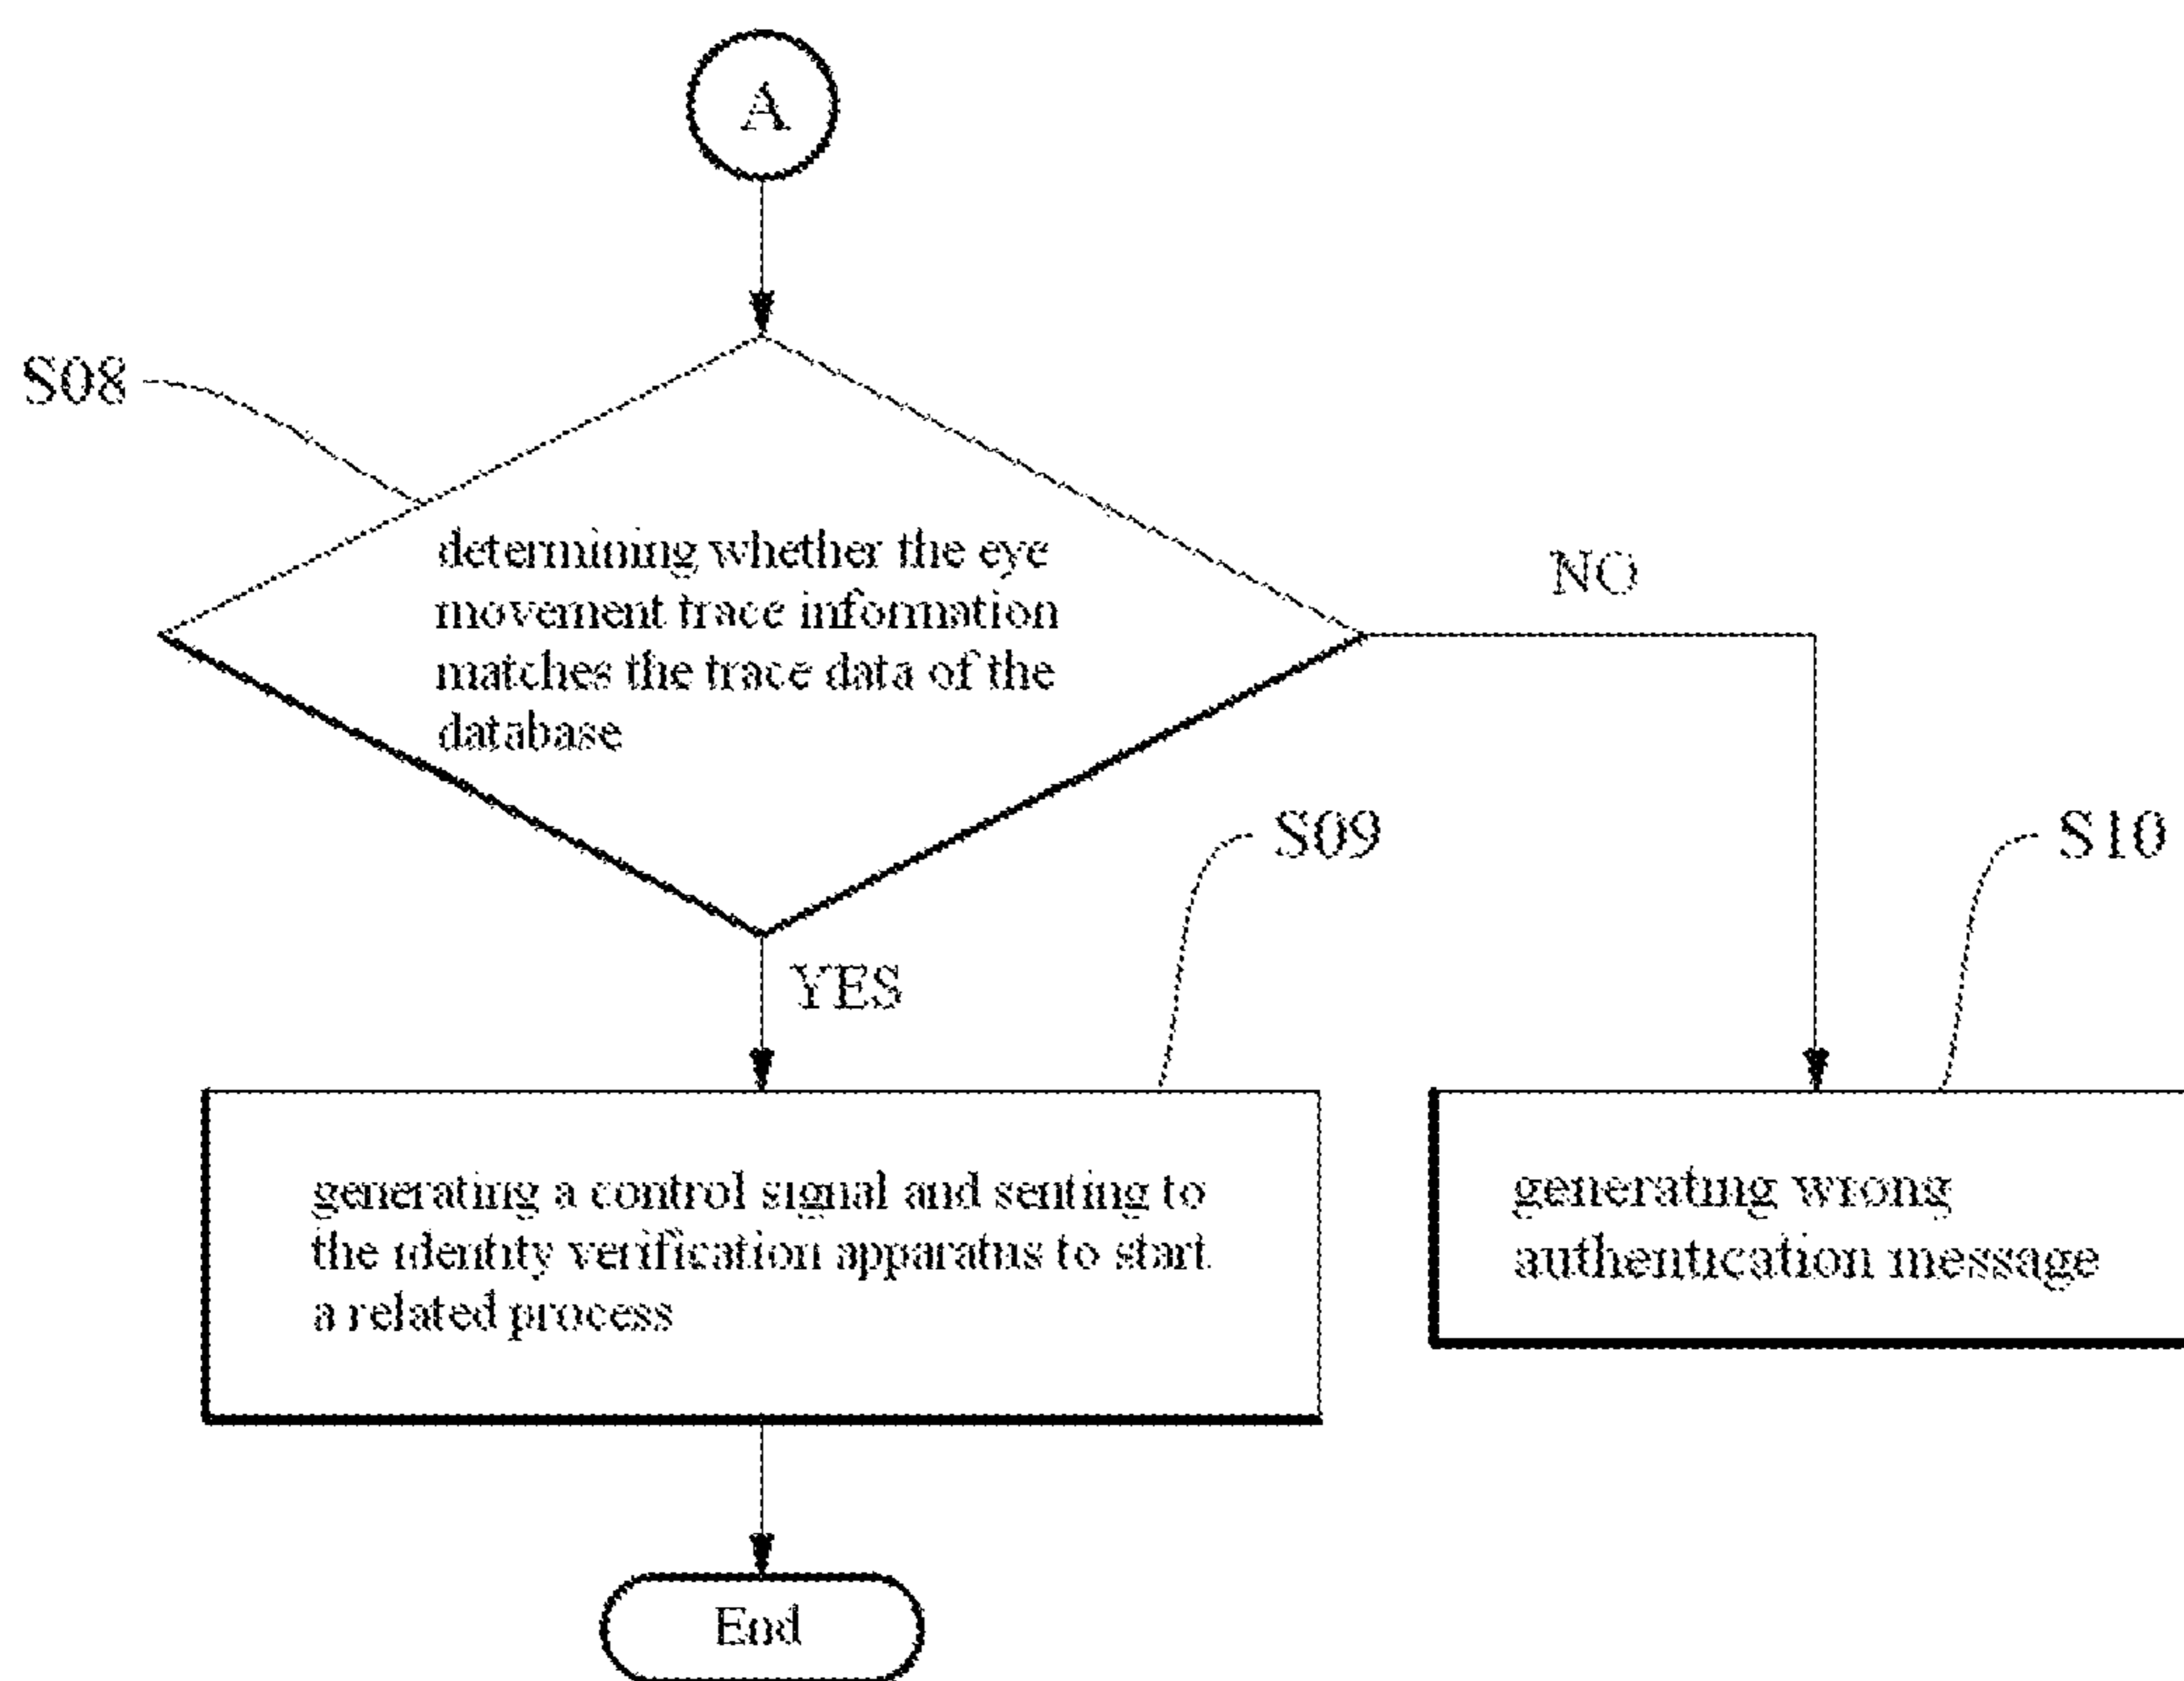 A
S08
determining whether the eye
movement trace information
matches the trace data of the
database
NO
YES
S09
S10
generating a control signal and senting to
the identity verification apparatus to start
a related process
generating wrong
authentication message
End